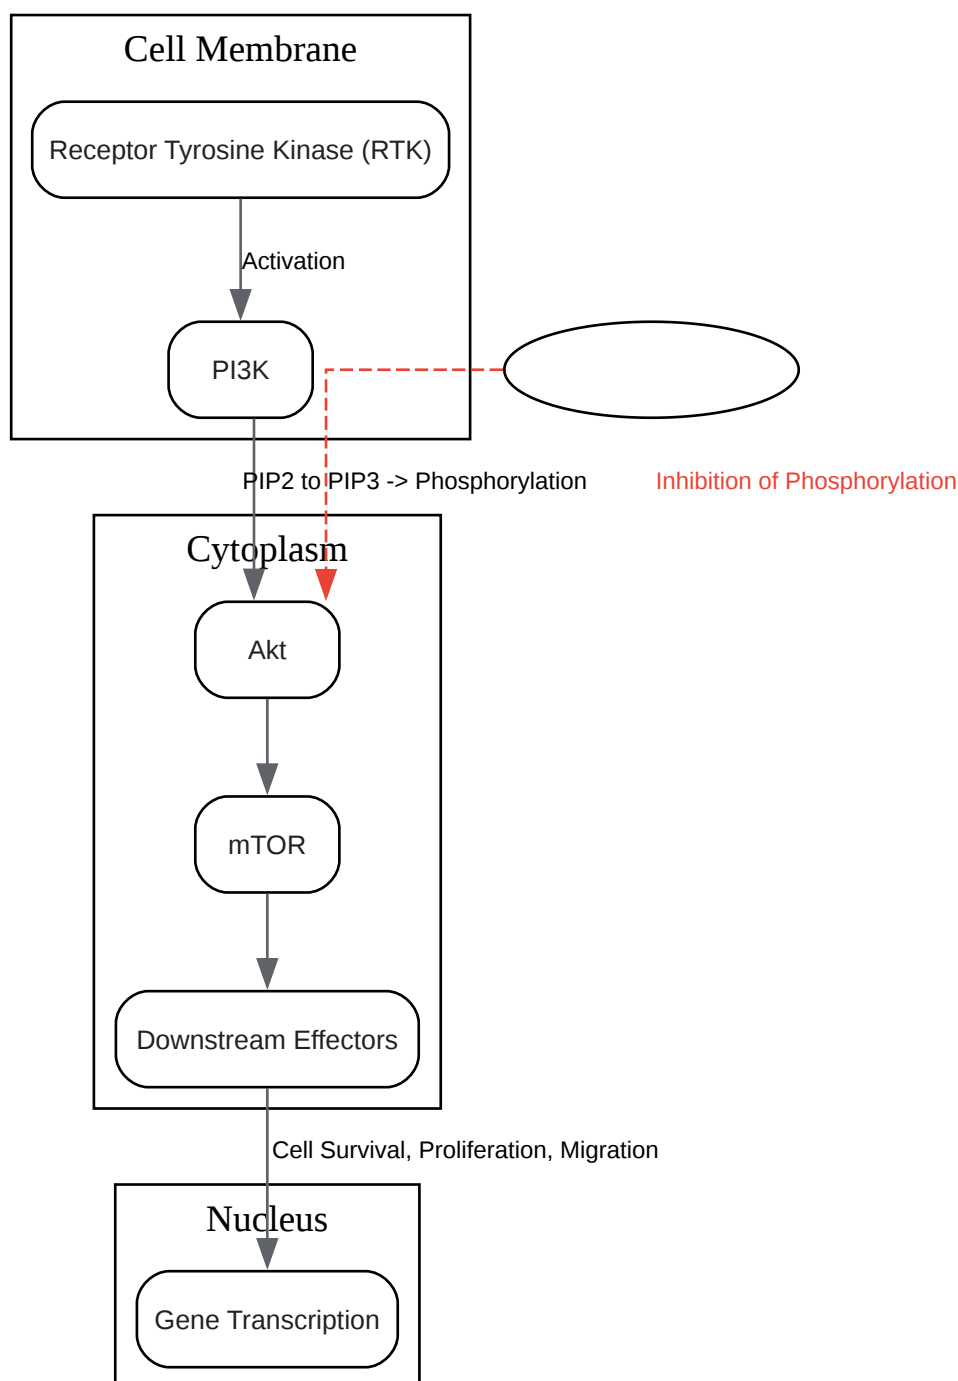 Cell Membrane
Receptor Tyrosine Kinase (RTK)
Activation
PI3K
PIP2 to PIP3 -> Phosphorylation
Inhibition of Phosphorylation
Cytoplasm
Akt
mTOR
Downstream Effectors
Cell Survival, Proliferation, Migration
Nucleus
Gene Transcription